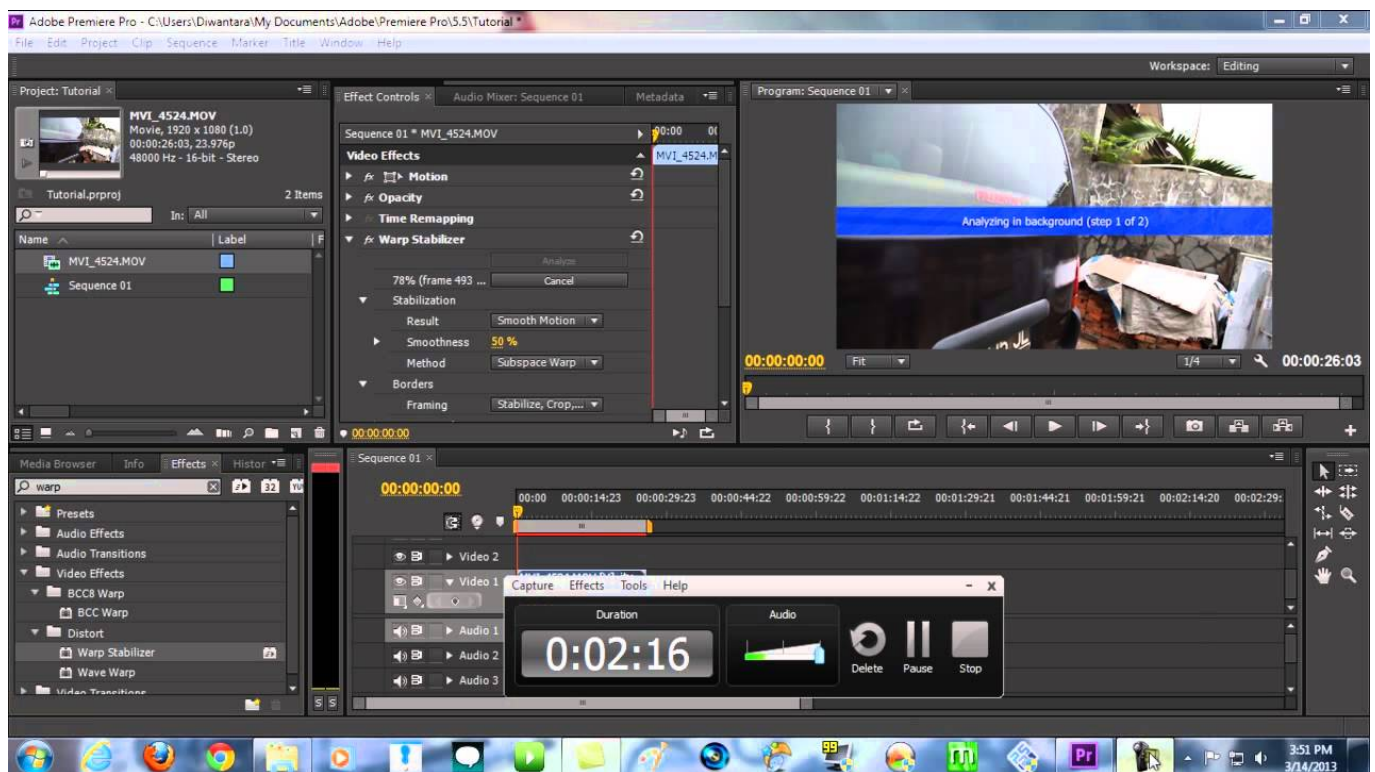 Adobe Premiere Pro - C:\Users\Diwantara\My Documents\Adobe\Premiere Pro\5.5\Tutorial *
File Edit Project Clip Sequence Marker Title Window Help
Workspace: Editing
Project: Tutorial
MVI_4524.MOV
Movie, 1920 x 1080 (1.0)
00:00:26:03, 23.976p
48000 Hz - 16-bit - Stereo
Tutorial.prproj 2 Items
In: All
Name Label F
MVI_4524.MOV
Sequence 01
Effect Controls Audio Mixer: Sequence 01 Metadata
Sequence 01 * MVI_4524.MOV
00:00
Video Effects
MVI_4524.M
fx Motion
fx Opacity
Time Remapping
fx Warp Stabilizer
Analyze
78% (frame 493 ... Cancel
Stabilization
Result Smooth Motion
Smoothness 50 %
Method Subspace Warp
Borders
Framing Stabilize, Crop,...
00:00:00:00
Program: Sequence 01
Analyzing in background (step 1 of 2)
00:00:00:00 Fit 1/4 00:00:26:03
Media Browser Info Effects Histor
warp
32
Presets
Audio Effects
Audio Transitions
Video Effects
BCC8 Warp
BCC Warp
Distort
Warp Stabilizer
Wave Warp
Video Transitions
S S
Sequence 01
00:00:00:00
00:00 00:00:14:23 00:00:29:23 00:00:44:22 00:00:59:22 00:01:14:22 00:01:29:21 00:01:44:21 00:01:59:21 00:02:14:20 00:02:29:
Video 2
Video 1
Audio 1
Audio 2
Audio 3
Capture Effects Tools Help
Duration
0:02:16
Audio
Delete Pause Stop
99
Pr
3:51 PM
3/14/2013